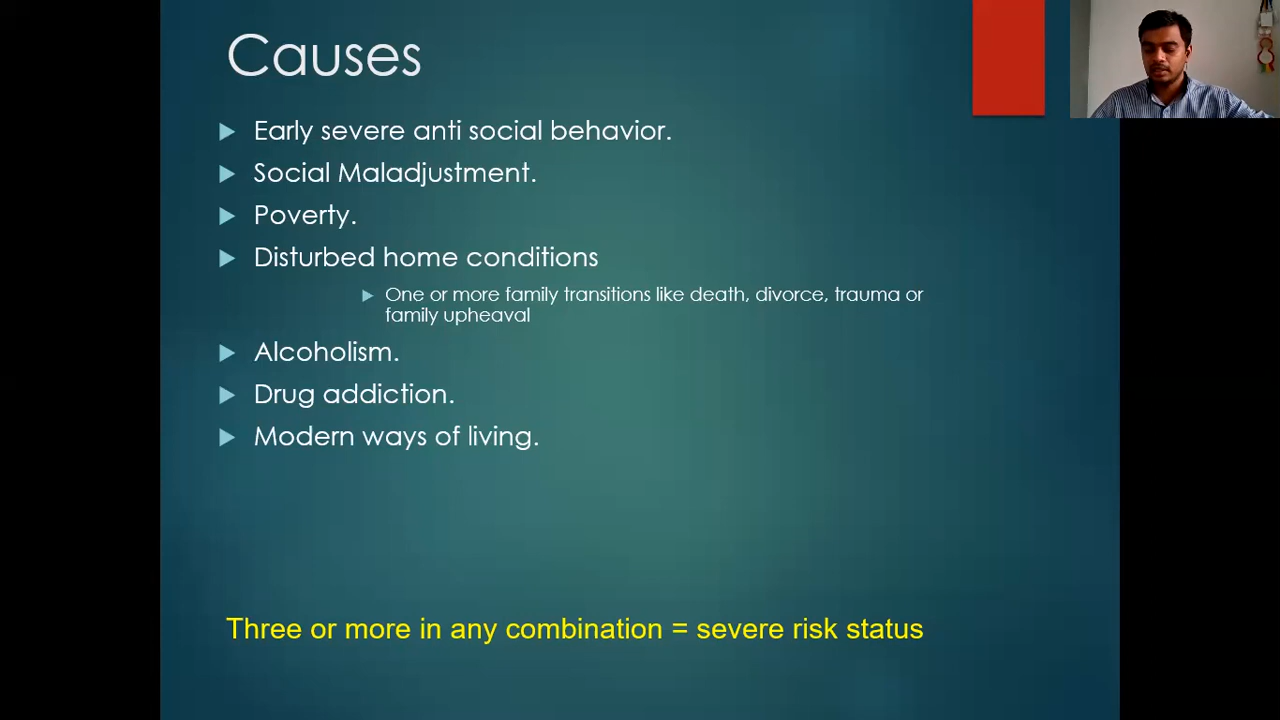 Causes
Early severe anti social behavior.
Social Maladjustment.
Poverty.
Disturbed home conditions
One or more family transitions like death, divorce, trauma or
family upheaval
Alcoholism.
Drug addiction.
Modern ways of living.
Three or more in any combination = severe risk status